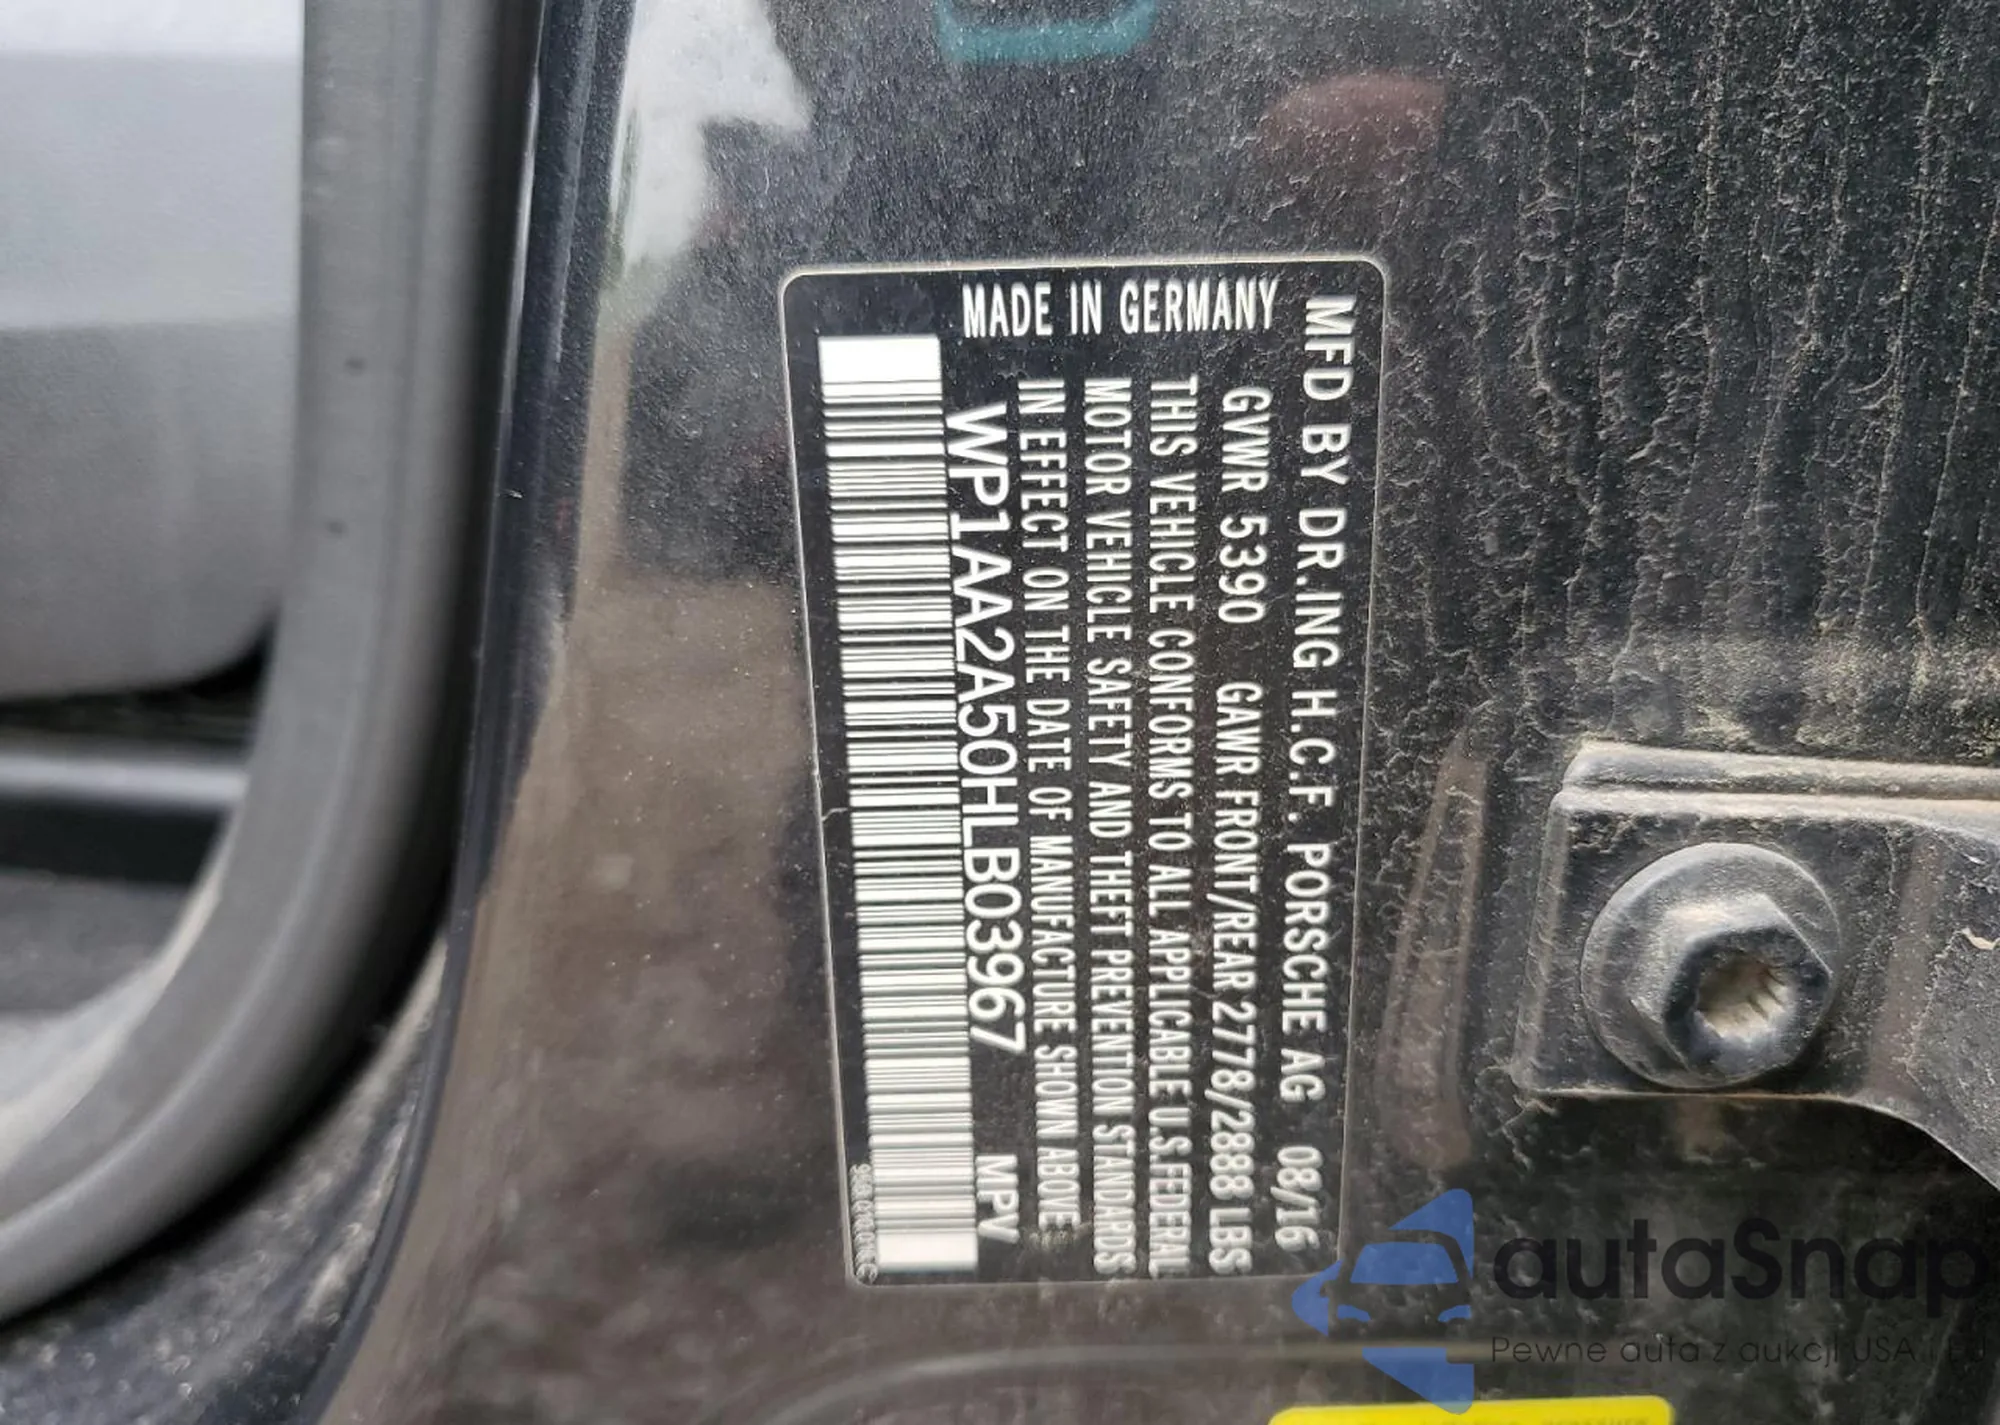 MFD BY DR.ING H.C.F. PORSCHE AG 08/16
GVWR 5390 GAWR FRONT/REAR 2778/2888 LBS
THIS VEHICLE CONFORMS TO ALL APPLICABLE U.S.FEDERAL
MOTOR VEHICLE SAFETY AND THEFT PREVENTION STANDARDS
IN EFFECT ON THE DATE OF MANUFACTURE SHOWN ABOVE
WP1AA2A50HLB03967 MPV
MADE IN GERMANY
autaSnap
Pewne auta z aukcji USA i EU